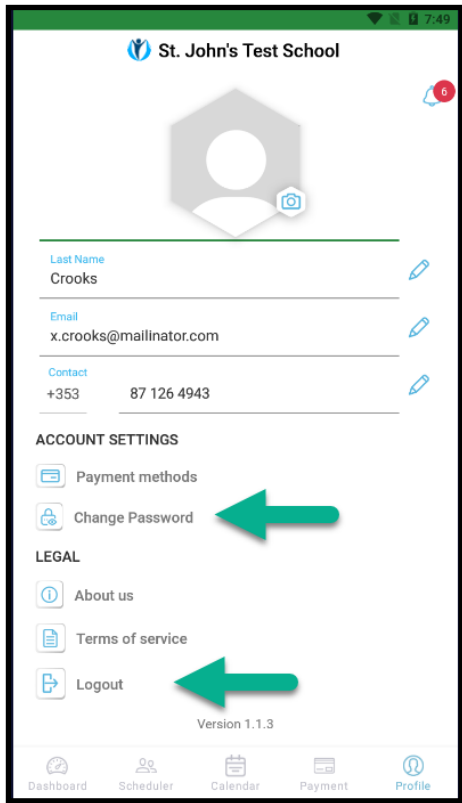 7:49
St. John's Test School
6
Last Name
Crooks
Email
x.crooks@mailinator.com
Contact
+353 87 126 4943
ACCOUNT SETTINGS
Payment methods
Change Password
LEGAL
About us
Terms of service
Logout
Version 1.1.3
Dashboard Scheduler Calendar Payment Profile